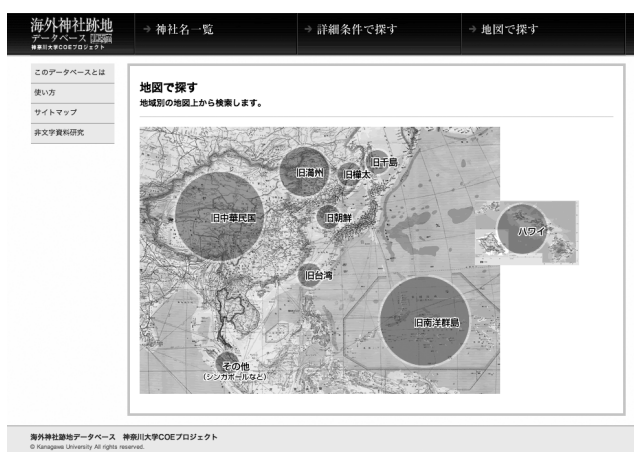 海外神社跡地
データベース
神奈川大学COEプロジェクト
→ 神社名一覧
→ 詳細条件で探す
→ 地図で探す
このデータベースとは
使い方
サイトマップ
非文字資料研究
地図で探す
地域別の地図上から検索します。
旧千島
旧満州
旧樺太
旧中華民国
旧朝鮮
ハワイ
旧台湾
旧南洋群島
その他
(シンガポールなど)
海外神社跡地データベース 神奈川大学COEプロジェクト
© Kanagawa University All rights reserved.